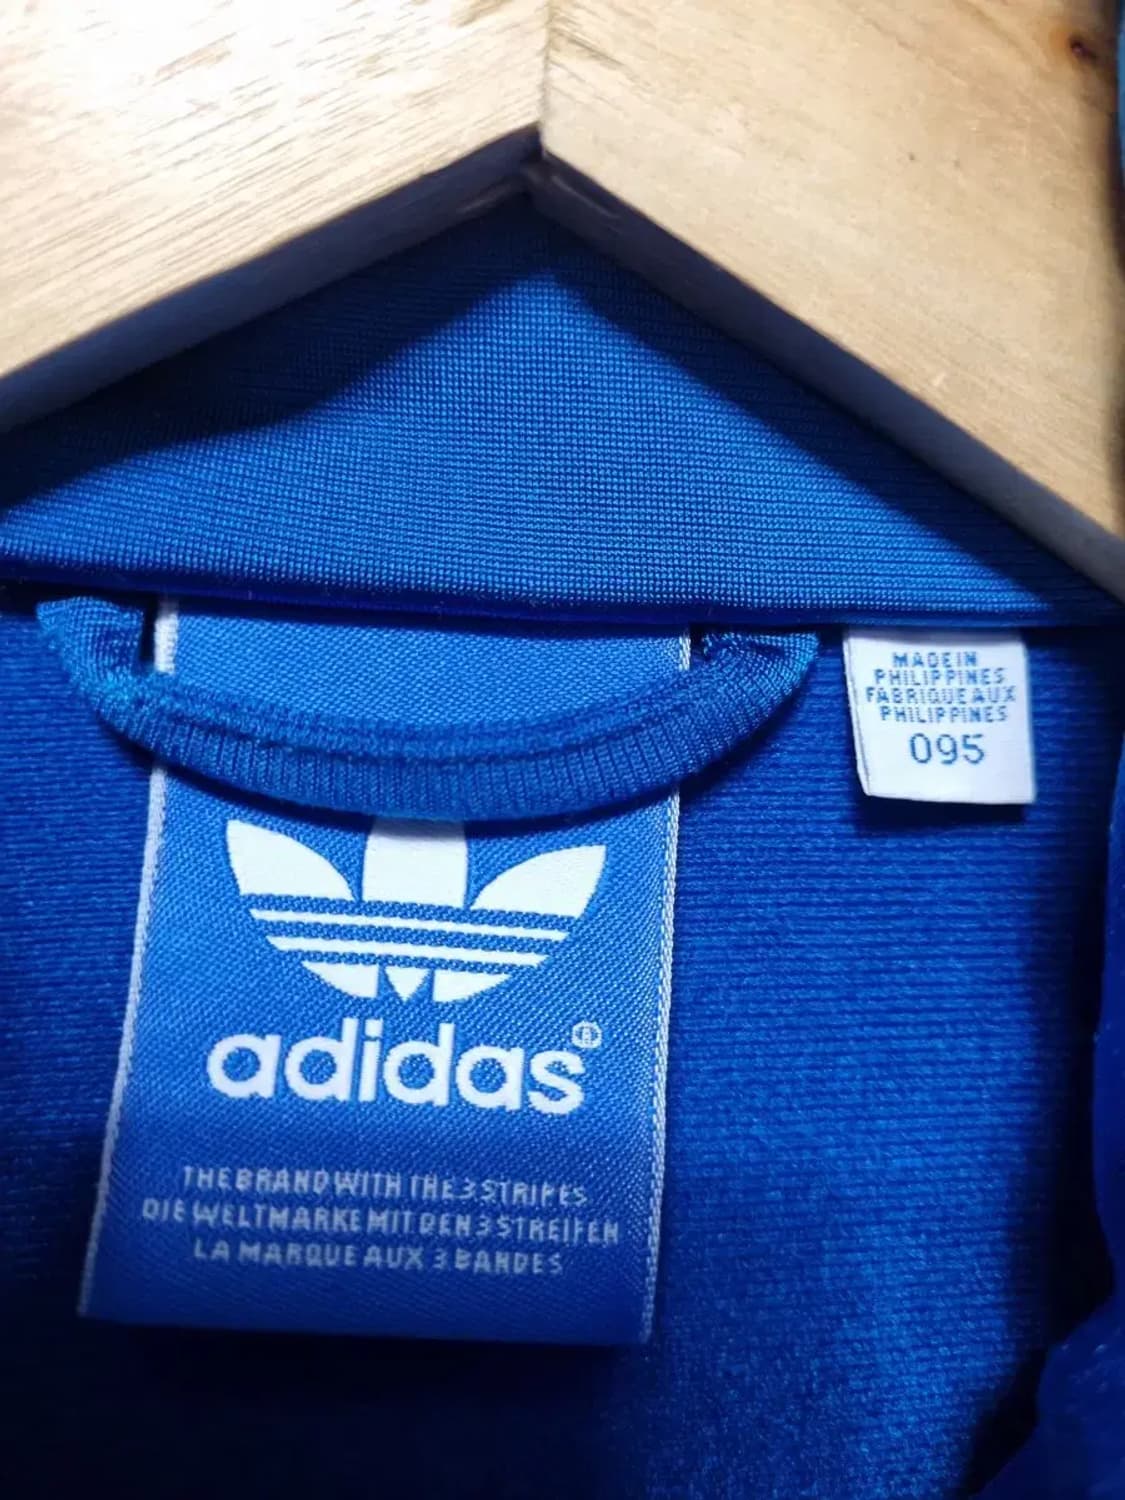 MADE IN
PHILIPPINES
FABRIQUE AUX
PHILIPPINES
095
adidas®
THE BRAND WITH THE 3 STRIPES
DIE WELTMARKE MIT DEN 3 STREIFEN
LA MARQUE AUX 3 BANDES